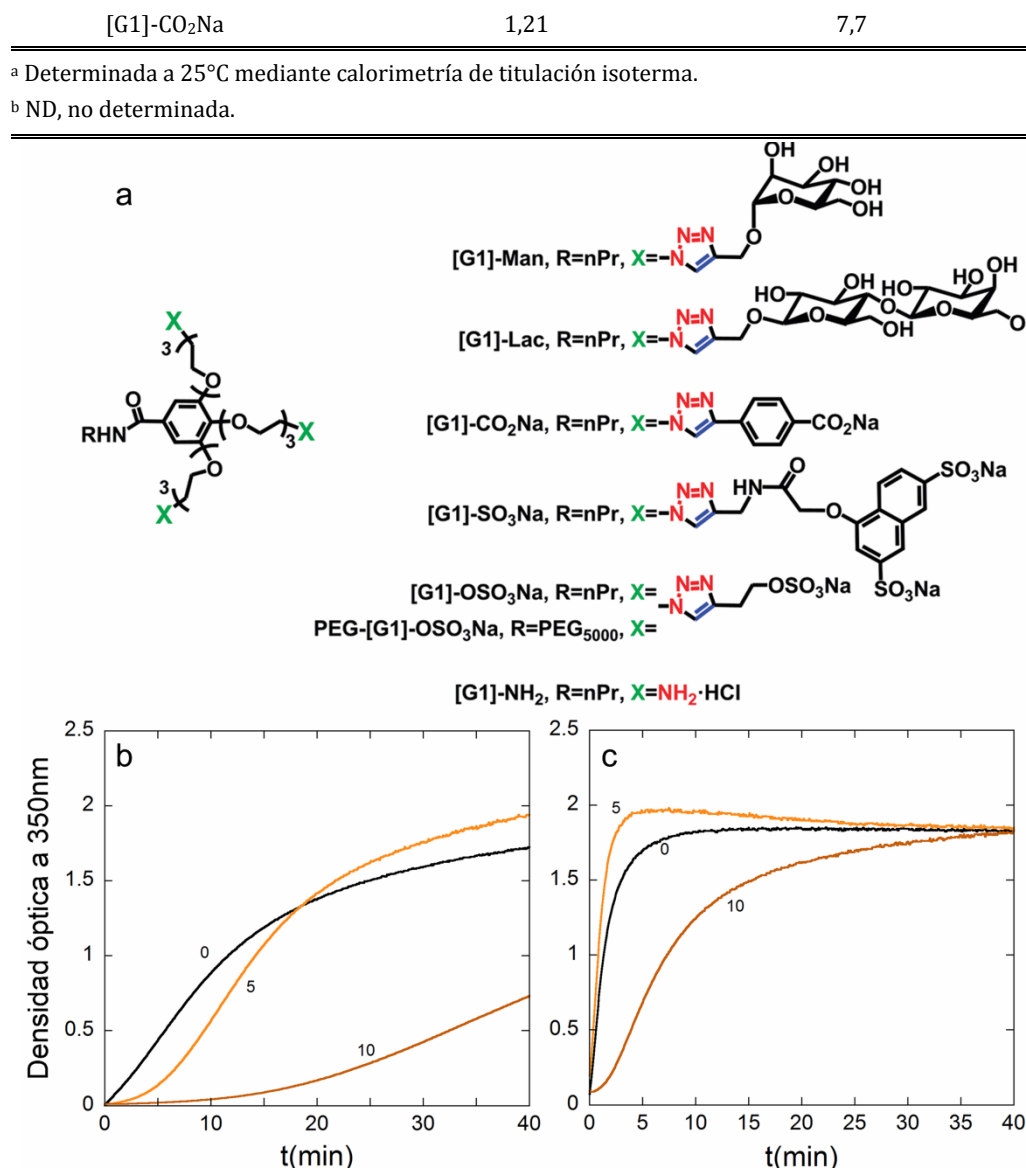 [G1]-CO₂Na 1,21 7,7
ᵃ Determinada a 25°C mediante calorimetría de titulación isoterma.
ᵇ ND, no determinada.
a
X
3
O
O
RHN
O
3
X
O
3
X
[G1]-Man, R=nPr, X= N=N N O O HO OH OH OH
[G1]-Lac, R=nPr, X= N=N N O HO OH O OH O HO OH O OH O
[G1]-CO₂Na, R=nPr, X= N=N N CO₂Na
[G1]-SO₃Na, R=nPr, X= N=N N HN O O SO₃Na SO₃Na
[G1]-OSO₃Na, R=nPr, X= N=N N OSO₃Na
PEG-[G1]-OSO₃Na, R=PEG₅₀₀₀, X=
[G1]-NH₂, R=nPr, X=NH₂·HCl
Densidad óptica a 350nm
b
2.5
2
1.5
1
0.5
0
0
5
10
0 10 20 30 40
t(min)
c
2.5
2
1.5
1
0.5
0
5
0
10
0 5 10 15 20 25 30 35 40
t(min)